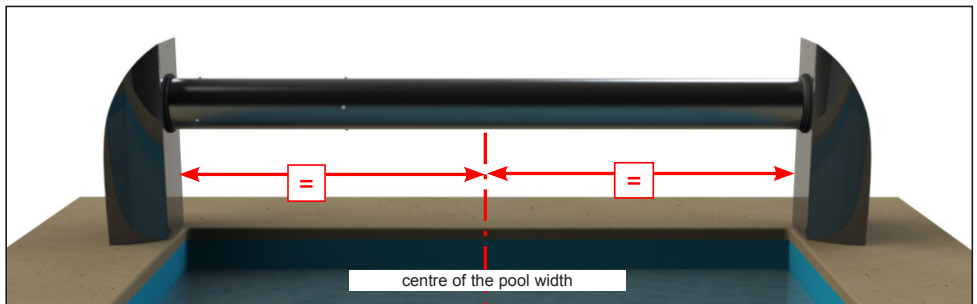 =
=
centre of the pool width